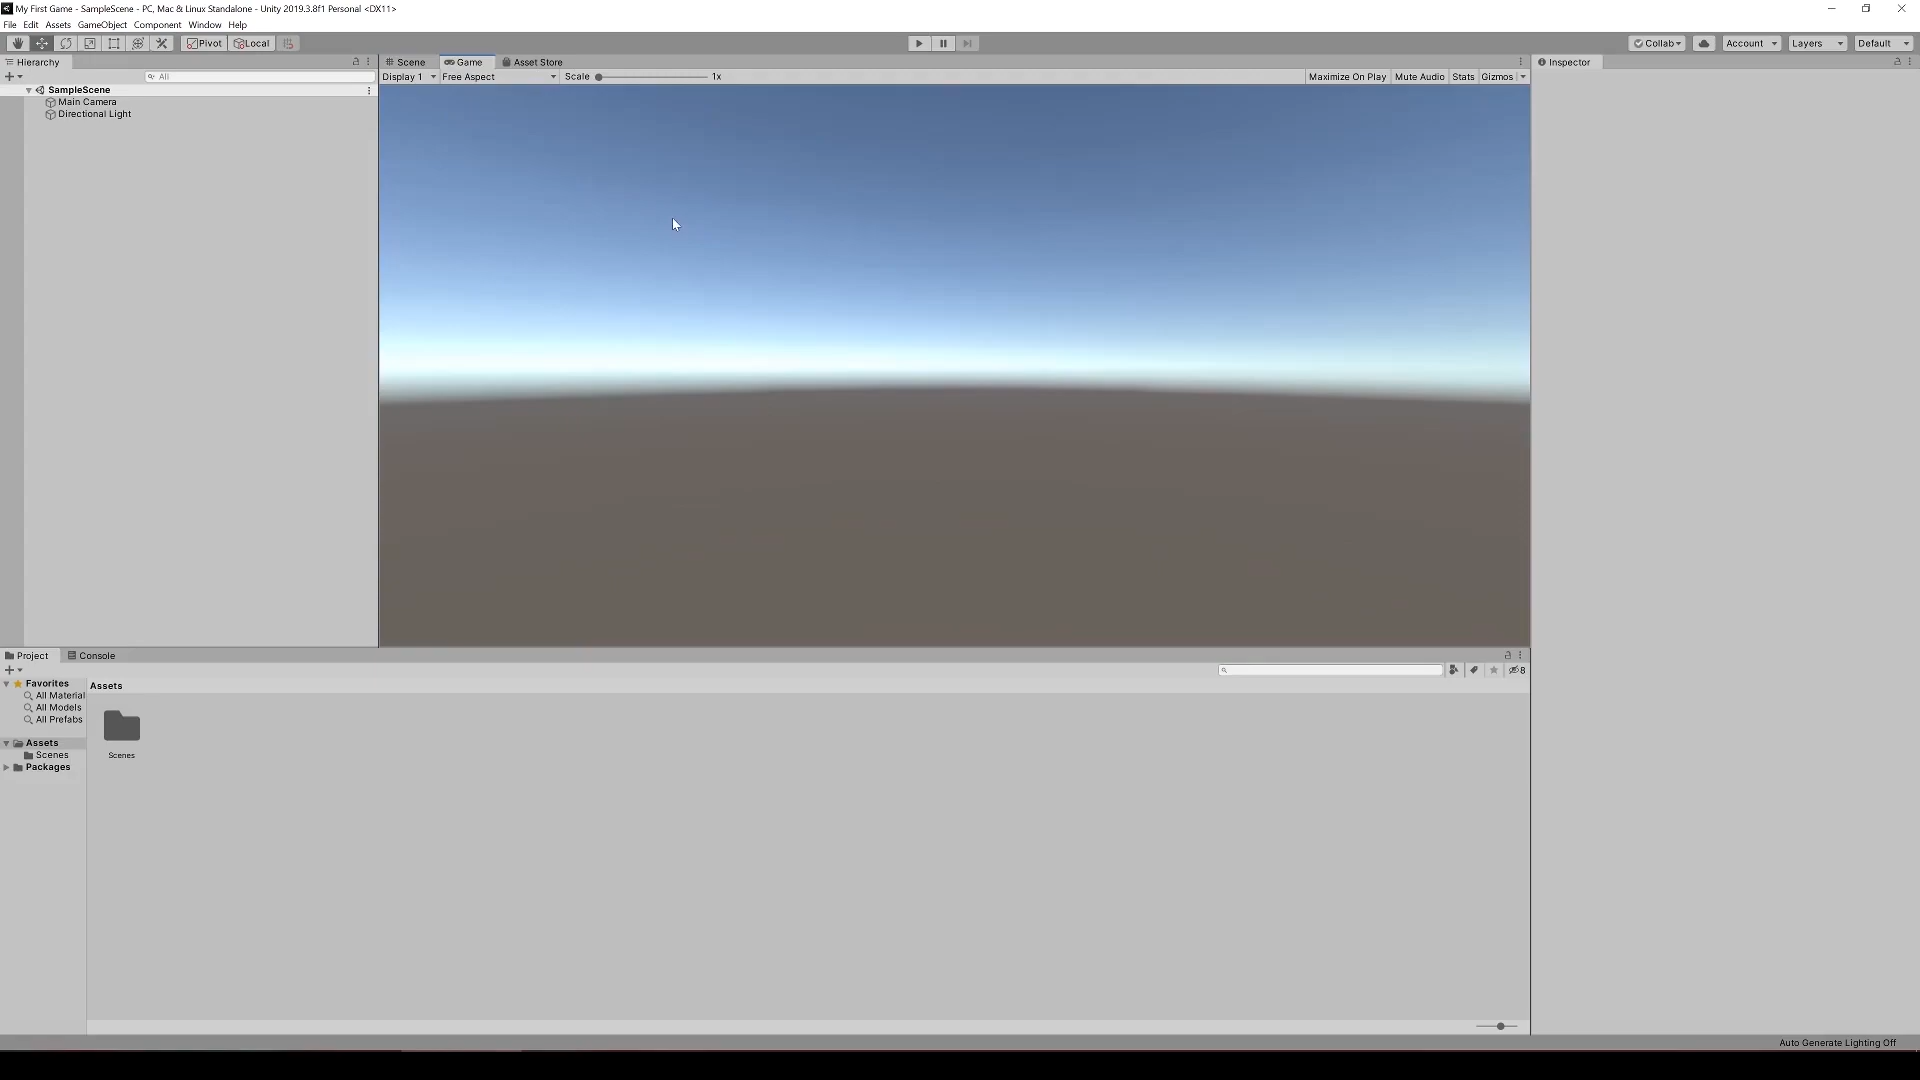 My First Game - SampleScene - PC, Mac & Linux Standalone - Unity 2019.3.8f1 Personal <DX11>
File Edit Assets GameObject Component Window Help
Pivot Local Collab Account Layers Default
Hierarchy Scene Game Asset Store Inspector
All Display 1 Free Aspect Scale 1x Maximize On Play Mute Audio Stats Gizmos
SampleScene
Main Camera
Directional Light
Project Console
8
Favorites Assets
All Material
All Models
All Prefabs
Assets
Scenes Scenes
Packages
Auto Generate Lighting Off